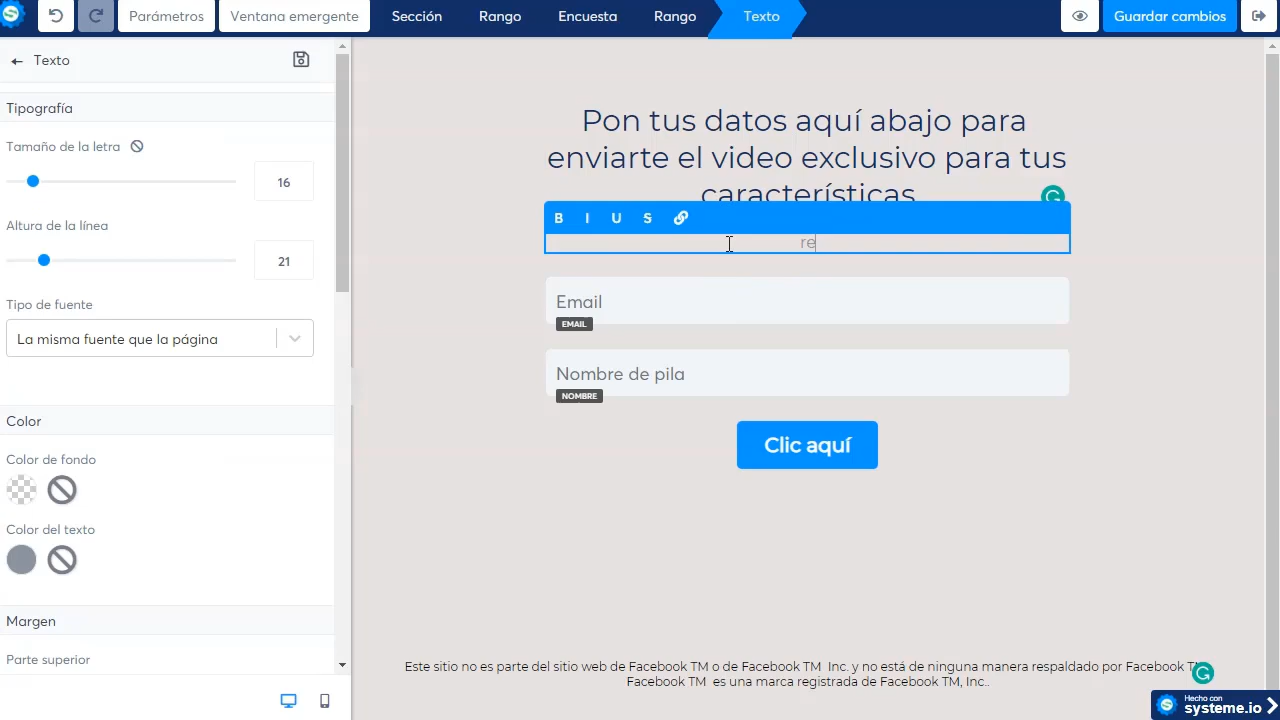 Parámetros
Ventana emergente
Sección
Rango
Encuesta
Rango
Texto
Guardar cambios
Texto
Tipografía
Tamaño de la letra
16
Altura de la línea
21
Tipo de fuente
La misma fuente que la página
Color
Color de fondo
Color del texto
Margen
Parte superior
Pon tus datos aquí abajo para
enviarte el video exclusivo para tus
características
B I U S
re
Email
EMAIL
Nombre de pila
NOMBRE
Clic aquí
Este sitio no es parte del sitio web de Facebook TM o de Facebook TM Inc. y no está de ninguna manera respaldado por Facebook TM
Facebook TM es una marca registrada de Facebook TM, Inc..
Hecho con
systeme.io